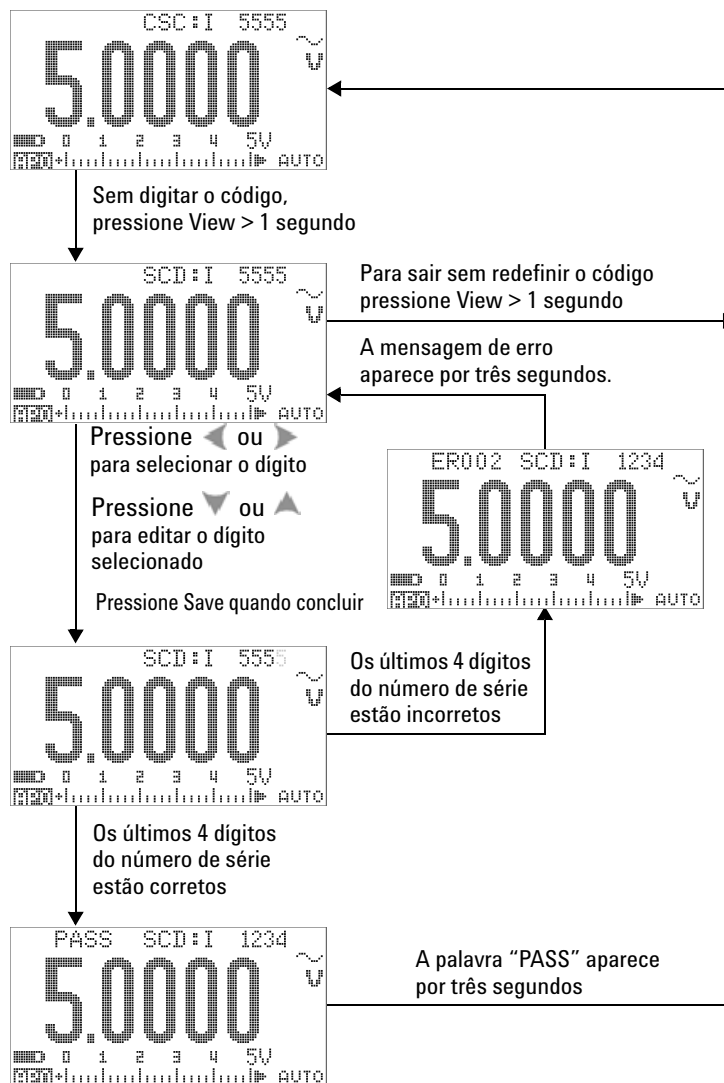 CSC:I 5555
5.0000
0 1 2 3 4 5V
APO AUTO
Sem digitar o código,
pressione View > 1 segundo
SCD:I 5555
5.0000
0 1 2 3 4 5V
APO AUTO
Para sair sem redefinir o código
pressione View > 1 segundo
A mensagem de erro
aparece por três segundos.
Pressione ou
para selecionar o dígito
Pressione ou
para editar o dígito
selecionado
Pressione Save quando concluir
ER002 SCD:I 1234
5.0000
0 1 2 3 4 5V
APO AUTO
SCD:I 5555
5.0000
0 1 2 3 4 5V
APO AUTO
Os últimos 4 dígitos
do número de série
estão incorretos
Os últimos 4 dígitos
do número de série
estão corretos
PASS SCD:I 1234
5.0000
0 1 2 3 4 5V
APO AUTO
A palavra “PASS” aparece
por três segundos